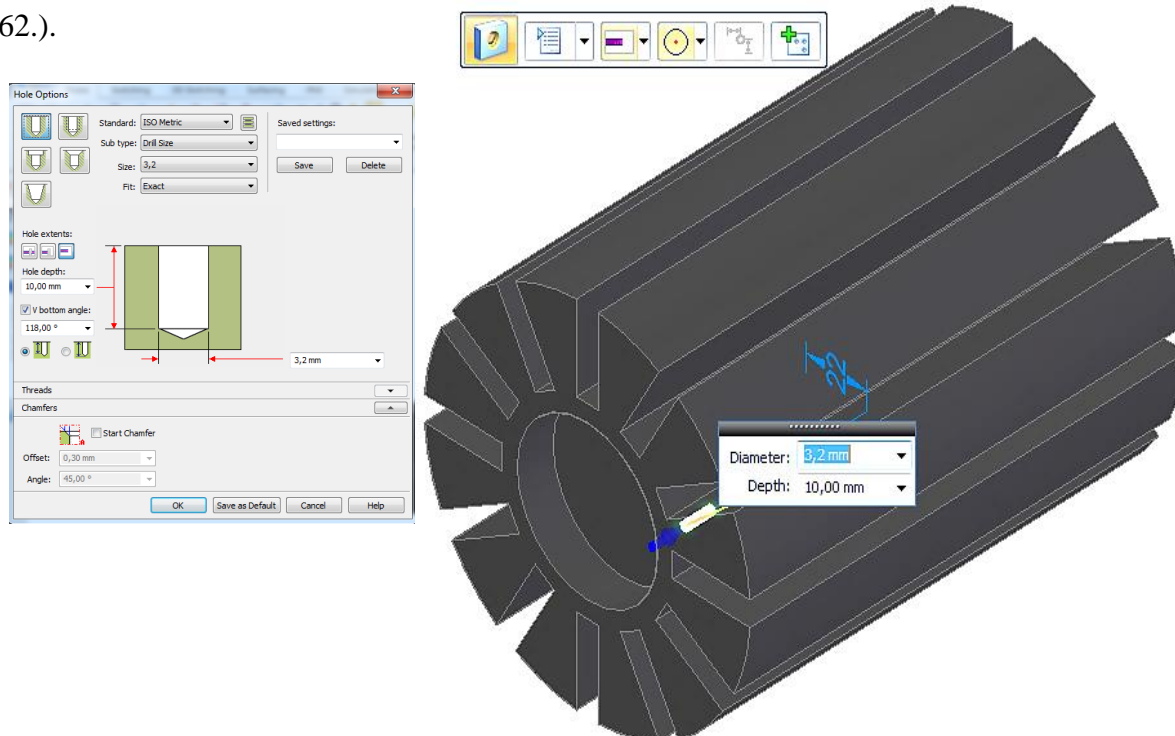 62.).
Hole Options
Standard: ISO Metric
Saved settings:
Sub type: Drill Size
Size: 3,2
Save Delete
Fit: Exact
Hole extents:
Hole depth:
10,00 mm
V bottom angle:
118,00 °
3,2 mm
Threads
Chamfers
Start Chamfer
Offset: 0,30 mm
Angle: 45,00 °
OK Save as Default Cancel Help
22
Diameter: 3,2 mm
Depth: 10,00 mm